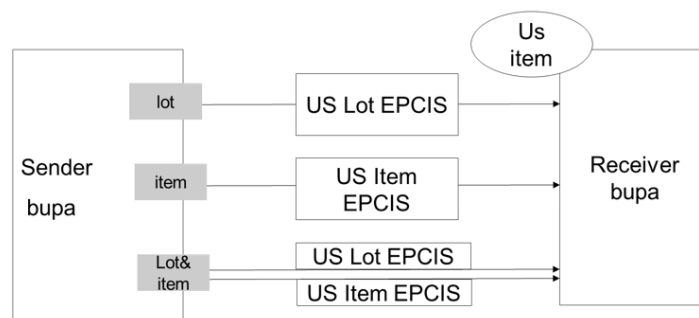 Us
item
lot
US Lot EPCIS
Sender
bupa
item
US Item
EPCIS
Receiver
bupa
Lot&
item
US Lot EPCIS
US Item EPCIS